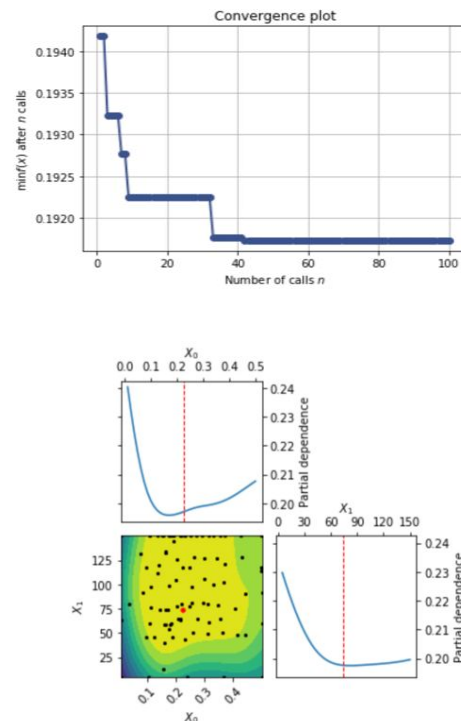 Convergence plot
0.1940
0.1935
0.1930
0.1925
0.1920
min f(x) after n calls
0 20 40 60 80 100
Number of calls n
X₀
0.0 0.1 0.2 0.3 0.4 0.5
0.24
0.23
0.22
0.21
0.20
Partial dependence
X₁
0 30 60 90 120 150
125
100
75
50
25
X₁
0.24
0.23
0.22
0.21
0.20
Partial dependence
0.1 0.2 0.3 0.4
X₀